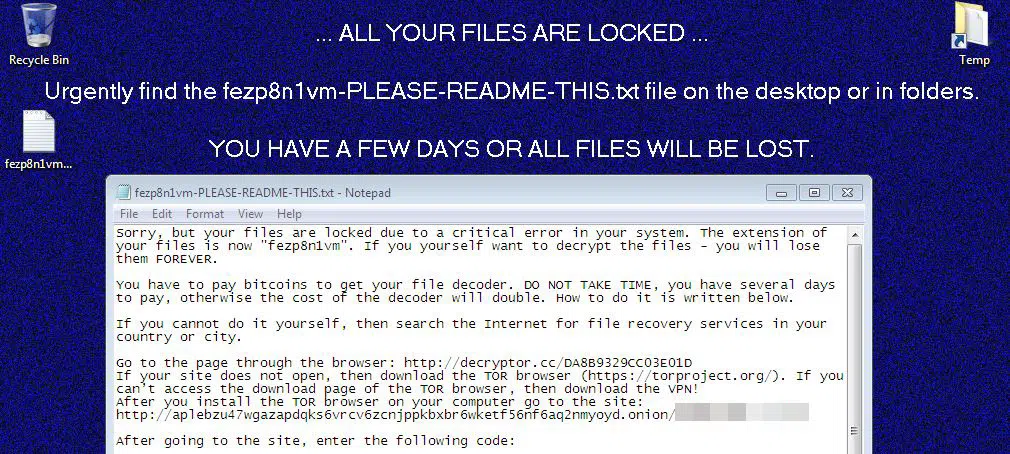 ... ALL YOUR FILES ARE LOCKED ...
Recycle Bin
Temp
Urgently find the fezp8n1vm-PLEASE-README-THIS.txt file on the desktop or in folders.
fezp8n1vm...
YOU HAVE A FEW DAYS OR ALL FILES WILL BE LOST.
fezp8n1vm-PLEASE-README-THIS.txt - Notepad
File Edit Format View Help
Sorry, but your files are locked due to a critical error in your system. The extension of
your files is now "fezp8n1vm". If you yourself want to decrypt the files - you will lose
them FOREVER.
You have to pay bitcoins to get your file decoder. DO NOT TAKE TIME, you have several days
to pay, otherwise the cost of the decoder will double. How to do it is written below.
If you cannot do it yourself, then search the Internet for file recovery services in your
country or city.
Go to the page through the browser: http://decryptor.cc/DA8B9329CC03E01D
If your site does not open, then download the TOR browser (https://torproject.org/). If you
can't access the download page of the TOR browser, then download the VPN!
After you install the TOR browser on your computer go to the site:
http://aplebzu47wgazapdqks6vrcv6zcnjppkbxbr6wketf56nf6aq2nmyoyd.onion/
After going to the site, enter the following code: